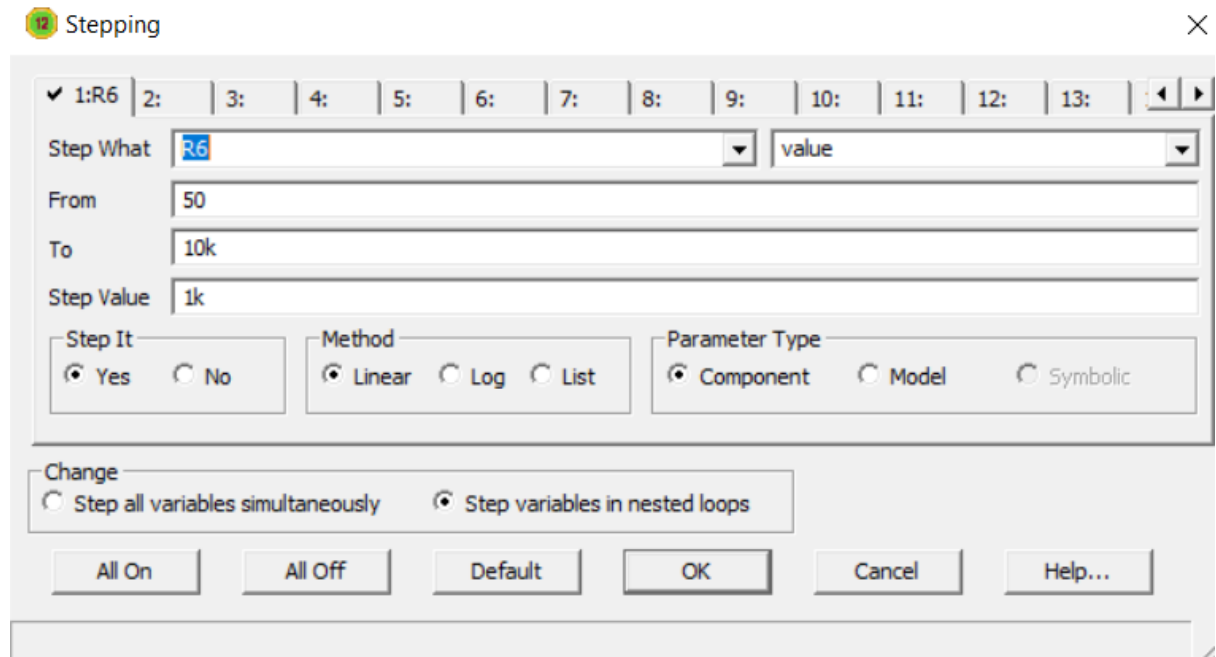 12 Stepping
1:R6 2: 3: 4: 5: 6: 7: 8: 9: 10: 11: 12: 13:
Step What R6 value
From 50
To 10k
Step Value 1k
Step It Method Parameter Type
Yes No Linear Log List Component Model Symbolic
Change
Step all variables simultaneously Step variables in nested loops
All On All Off Default OK Cancel Help...